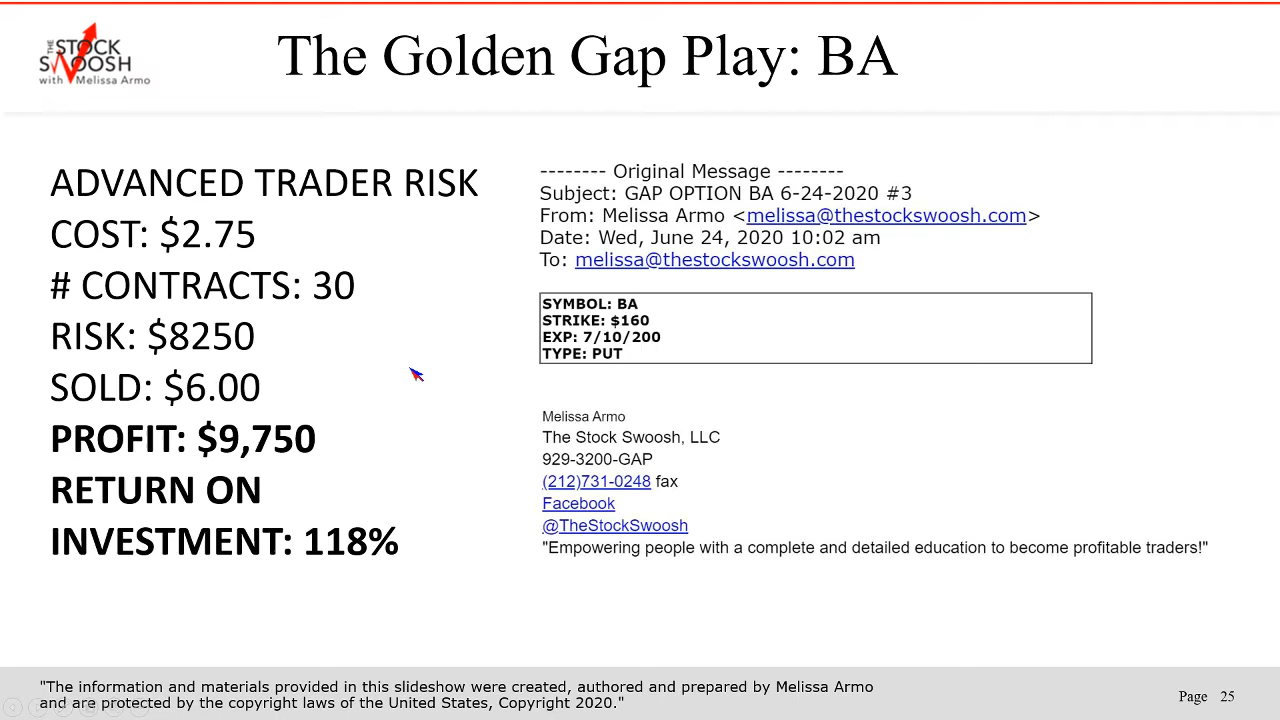 THE STOCK
SWOOSH
with Melissa Armo
The Golden Gap Play: BA
ADVANCED TRADER RISK
COST: $2.75
# CONTRACTS: 30
RISK: $8250
SOLD: $6.00
PROFIT: $9,750
RETURN ON
INVESTMENT: 118%
-------- Original Message --------
Subject: GAP OPTION BA 6-24-2020 #3
From: Melissa Armo <melissa@thestockswoosh.com>
Date: Wed, June 24, 2020 10:02 am
To: melissa@thestockswoosh.com
SYMBOL: BA
STRIKE: $160
EXP: 7/10/200
TYPE: PUT
Melissa Armo
The Stock Swoosh, LLC
929-3200-GAP
(212)731-0248 fax
Facebook
@TheStockSwoosh
"Empowering people with a complete and detailed education to become profitable traders!"
"The information and materials provided in this slideshow were created, authored and prepared by Melissa Armo
and are protected by the copyright laws of the United States, Copyright 2020."
Page 25